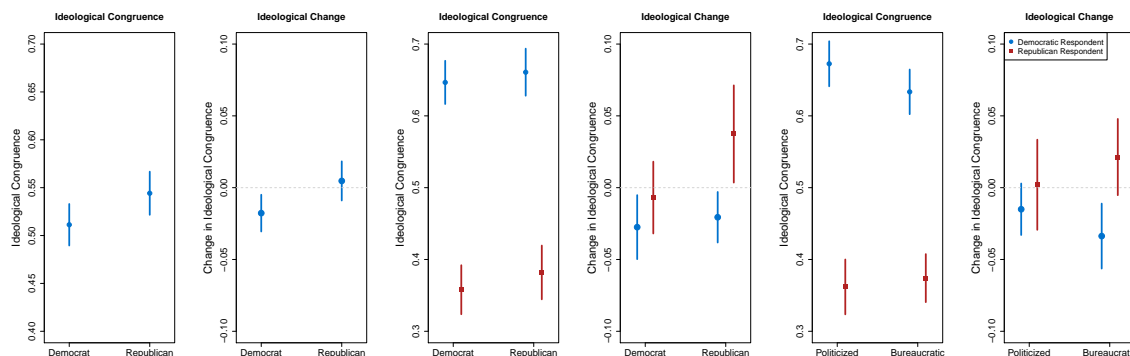 Ideological Congruence
Ideological Congruence
0.70
0.65
0.60
0.55
0.50
0.45
0.40
Democrat Republican
Ideological Change
Change in Ideological Congruence
0.10
0.05
0.00
−0.05
−0.10
Democrat Republican
Ideological Congruence
Ideological Congruence
0.7
0.6
0.5
0.4
0.3
Democrat Republican
Ideological Change
Change in Ideological Congruence
0.10
0.05
0.00
−0.05
−0.10
Democrat Republican
Ideological Congruence
Ideological Congruence
0.7
0.6
0.5
0.4
0.3
Politicized Bureaucratic
Ideological Change
Change in Ideological Congruence
0.10
0.05
0.00
−0.05
−0.10
Democratic Respondent
Republican Respondent
Politicized Bureaucratic